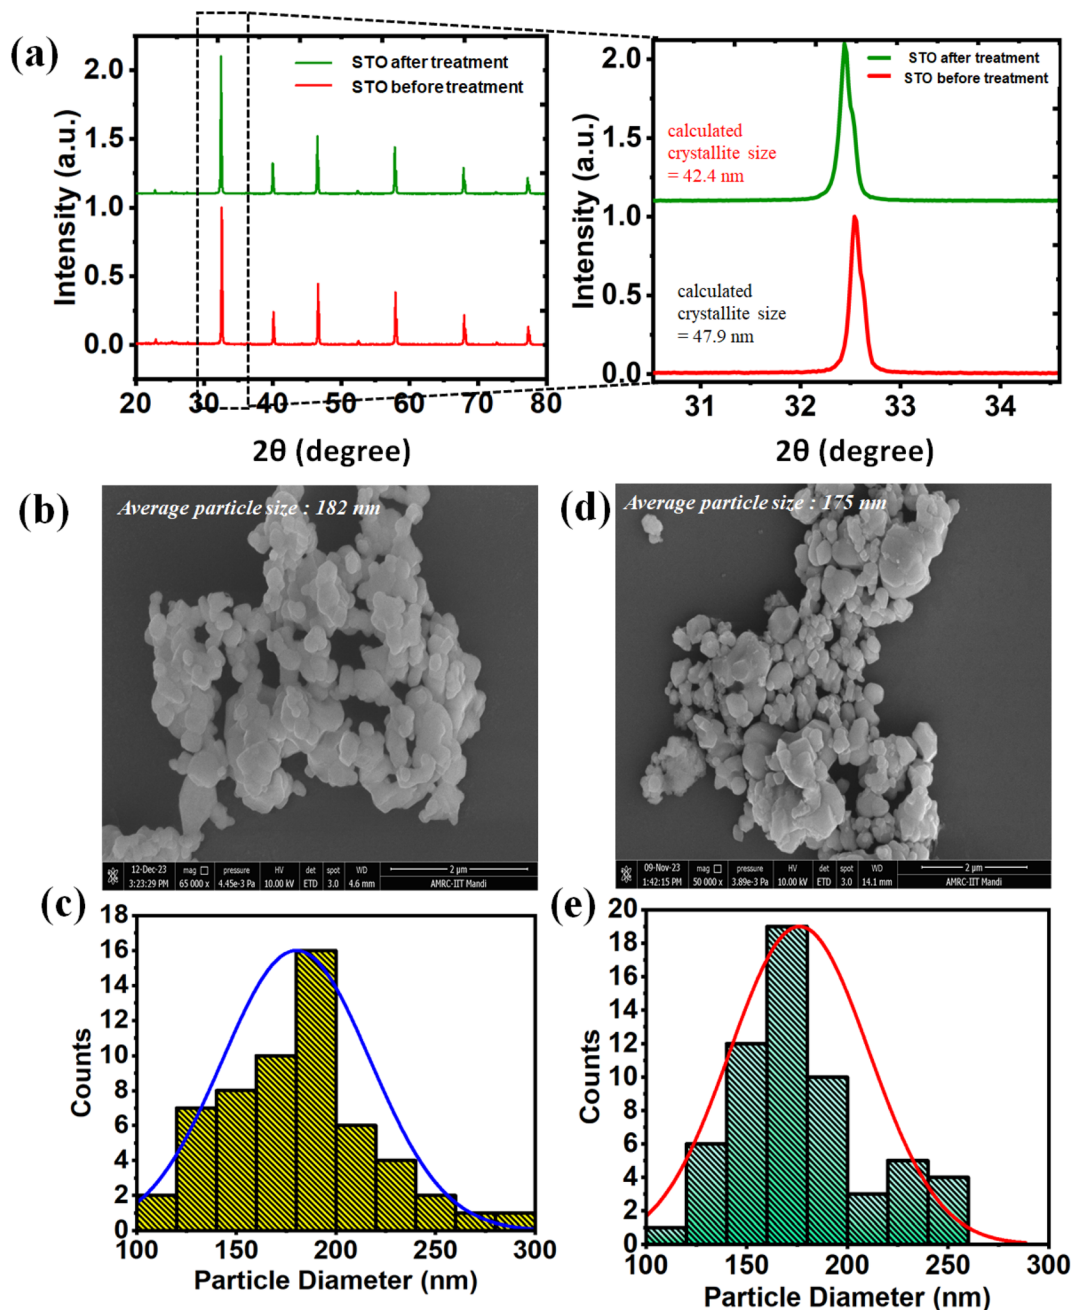 (a)
STO after treatment
STO before treatment
Intensity (a.u.)
2.0
1.5
1.0
0.5
0.0
20 30 40 50 60 70 80
2θ (degree)
STO after treatment
STO before treatment
calculated
crystallite size
= 42.4 nm
calculated
crystallite size
= 47.9 nm
Intensity (a.u.)
2.0
1.5
1.0
0.5
0.0
31 32 33 34
2θ (degree)
(b)
Average particle size : 182 nm
12-Dec-23 mag pressure HV det spot WD 2 µm
3:23:29 PM 65 000 x 4.45e-3 Pa 10.00 kV ETD 3.0 4.6 mm AMRC-IIT Mandi
(d)
Average particle size : 175 nm
09-Nov-23 mag pressure HV det spot WD 2 µm
1:42:15 PM 50 000 x 3.89e-3 Pa 10.00 kV ETD 3.0 14.1 mm AMRC-IIT Mandi
(c)
Counts
18
16
14
12
10
8
6
4
2
0
100 150 200 250 300
Particle Diameter (nm)
(e)
Counts
20
18
16
14
12
10
8
6
4
2
0
100 150 200 250 300
Particle Diameter (nm)